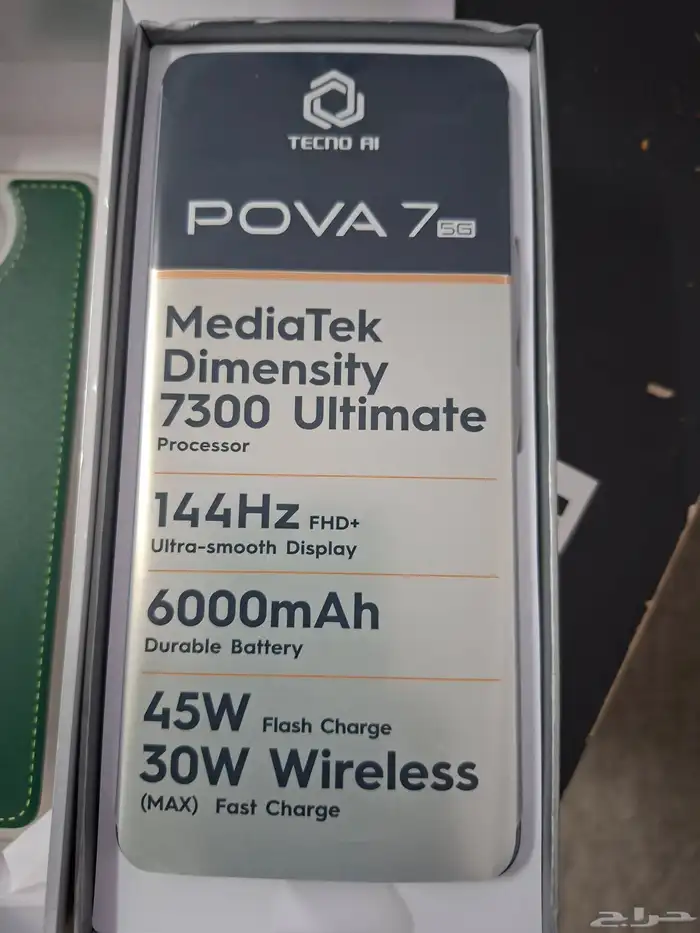 TECNO AI
POVA 7 5G
MediaTek
Dimensity
7300 Ultimate
Processor
144Hz FHD+
Ultra-smooth Display
6000mAh
Durable Battery
45W Flash Charge
30W Wireless
(MAX) Fast Charge
حراج